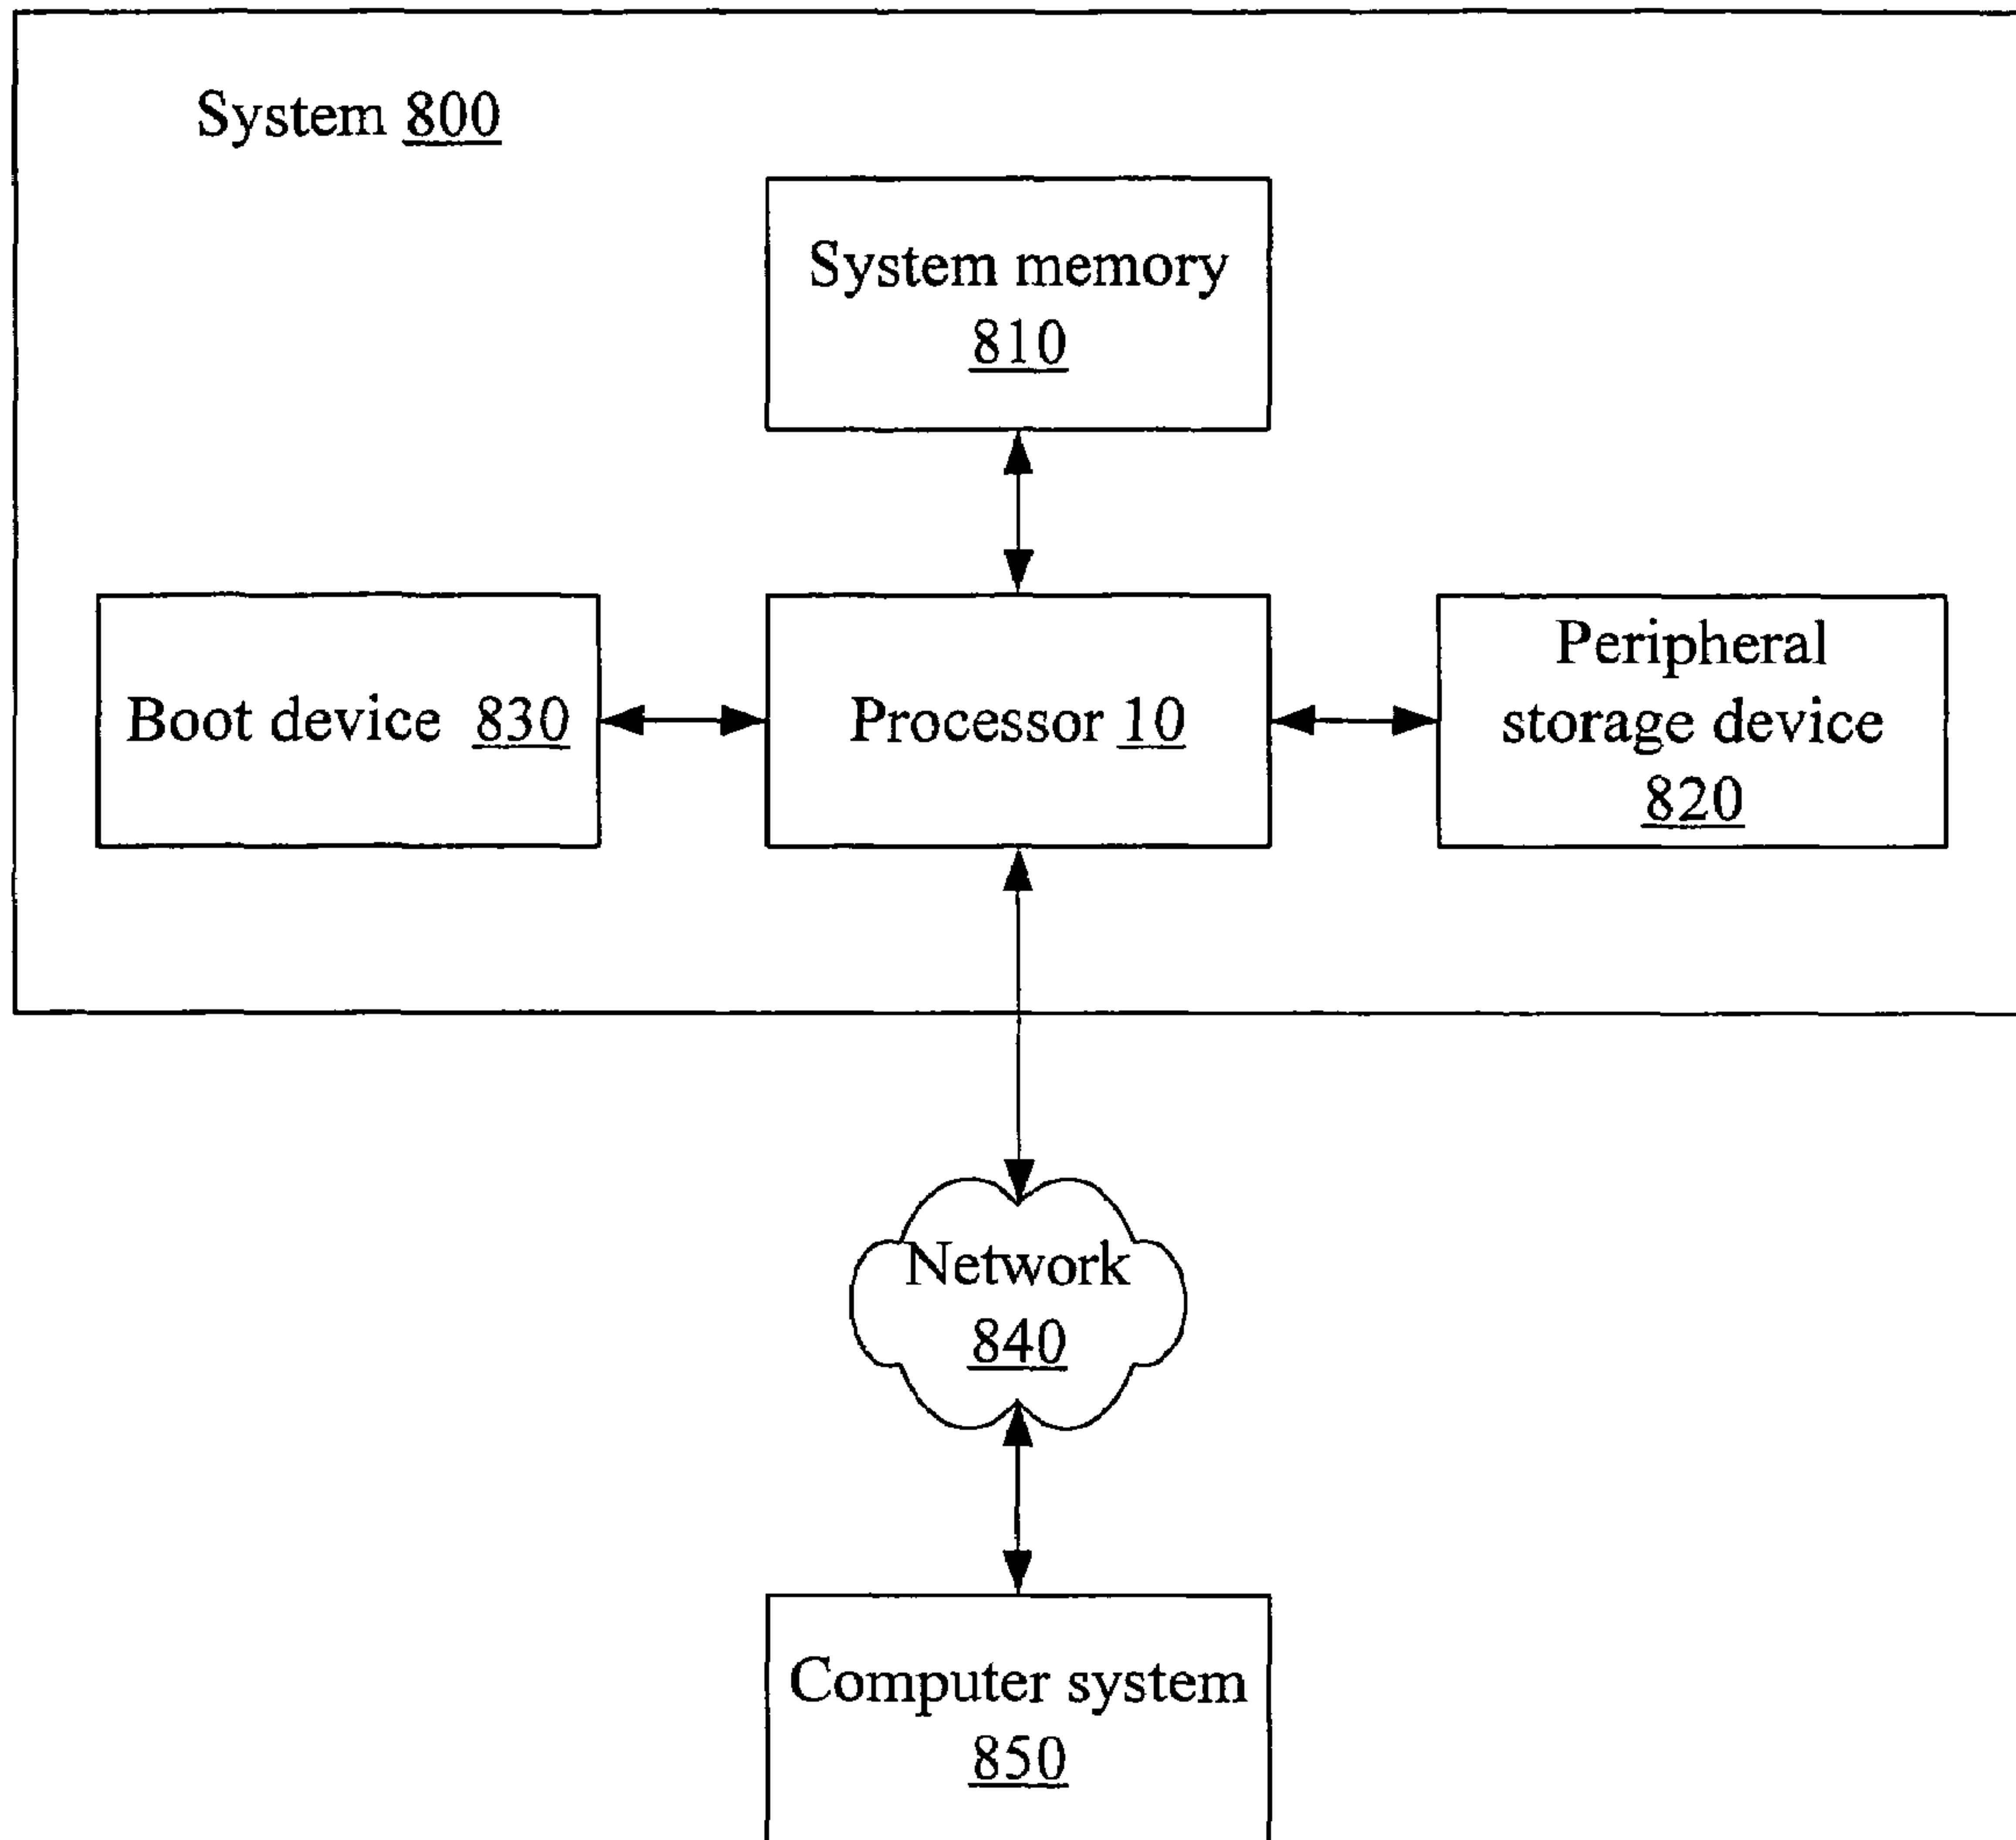 System 800
System memory
810
Boot device 830
Processor 10
Peripheral
storage device
820
Network
840
Computer system
850